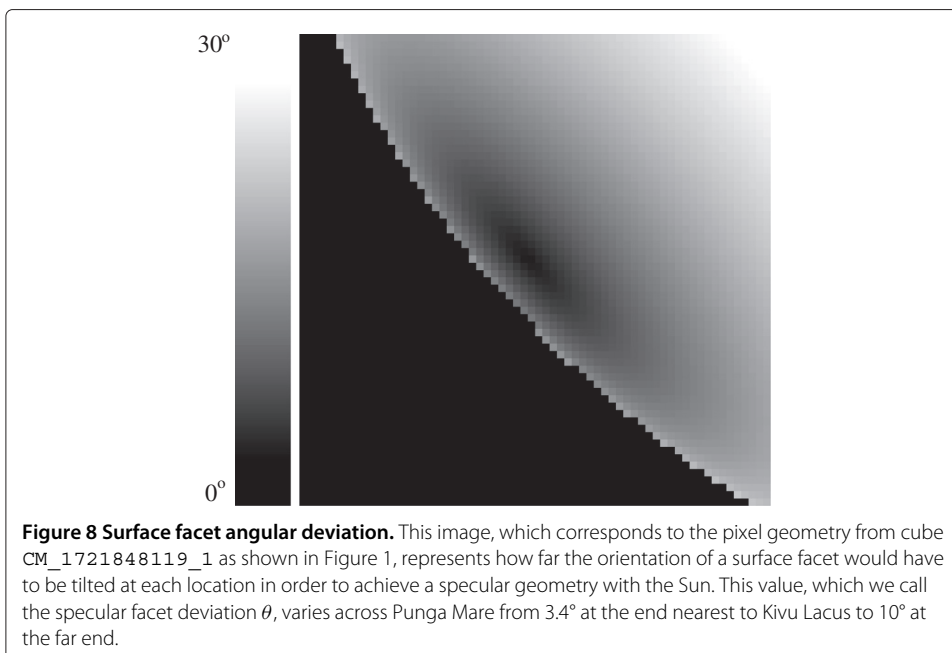 30°
0°
Figure 8 Surface facet angular deviation. This image, which corresponds to the pixel geometry from cube
CM_1721848119_1 as shown in Figure 1, represents how far the orientation of a surface facet would have
to be tilted at each location in order to achieve a specular geometry with the Sun. This value, which we call
the specular facet deviation θ, varies across Punga Mare from 3.4° at the end nearest to Kivu Lacus to 10° at
the far end.